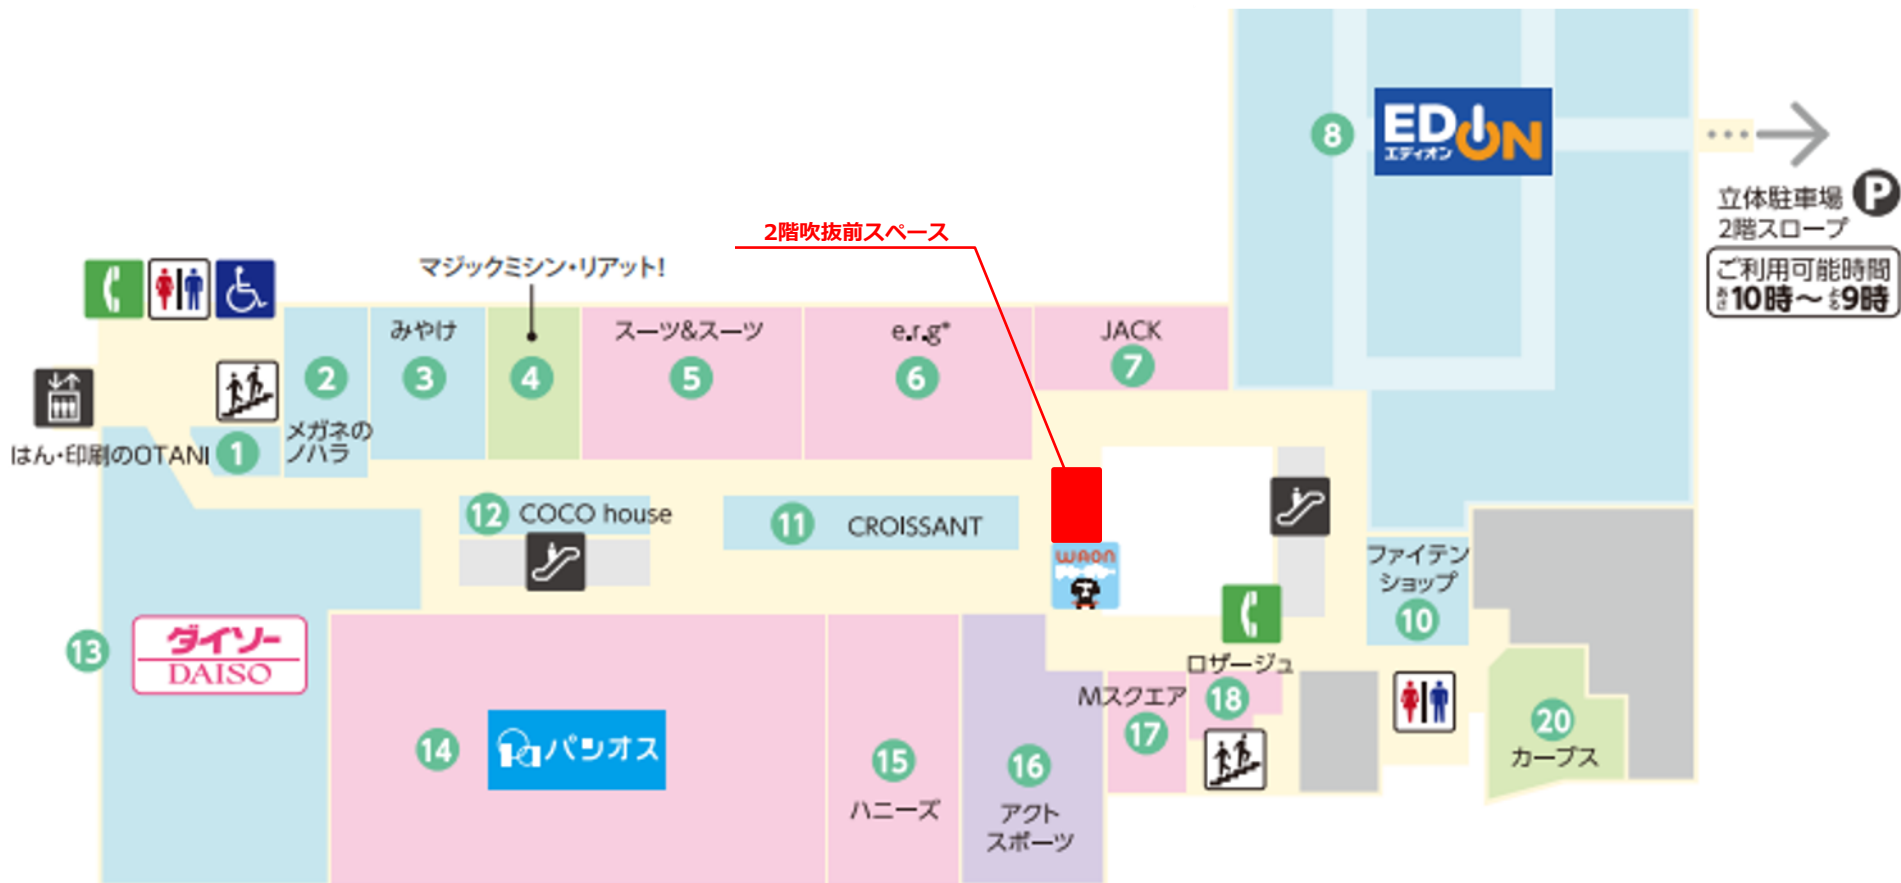 EDION
エディオン
8
立体駐車場 P
2階スロープ
ご利用可能時間
あさ10時～よる9時
2階吹抜前スペース
マジックミシン・リアット!
みやけ
スーツ&スーツ
e.r.g*
JACK
2
3
4
5
6
7
メガネの
ノハラ
はん・印刷のOTANI
1
12
COCO house
11
CROISSANT
WAON
ファイテン
ショップ
10
13
ダイソー
DAISO
ロザージュ
18
Mスクエア
17
14
パシオス
15
ハニーズ
16
アクト
スポーツ
20
カーブス